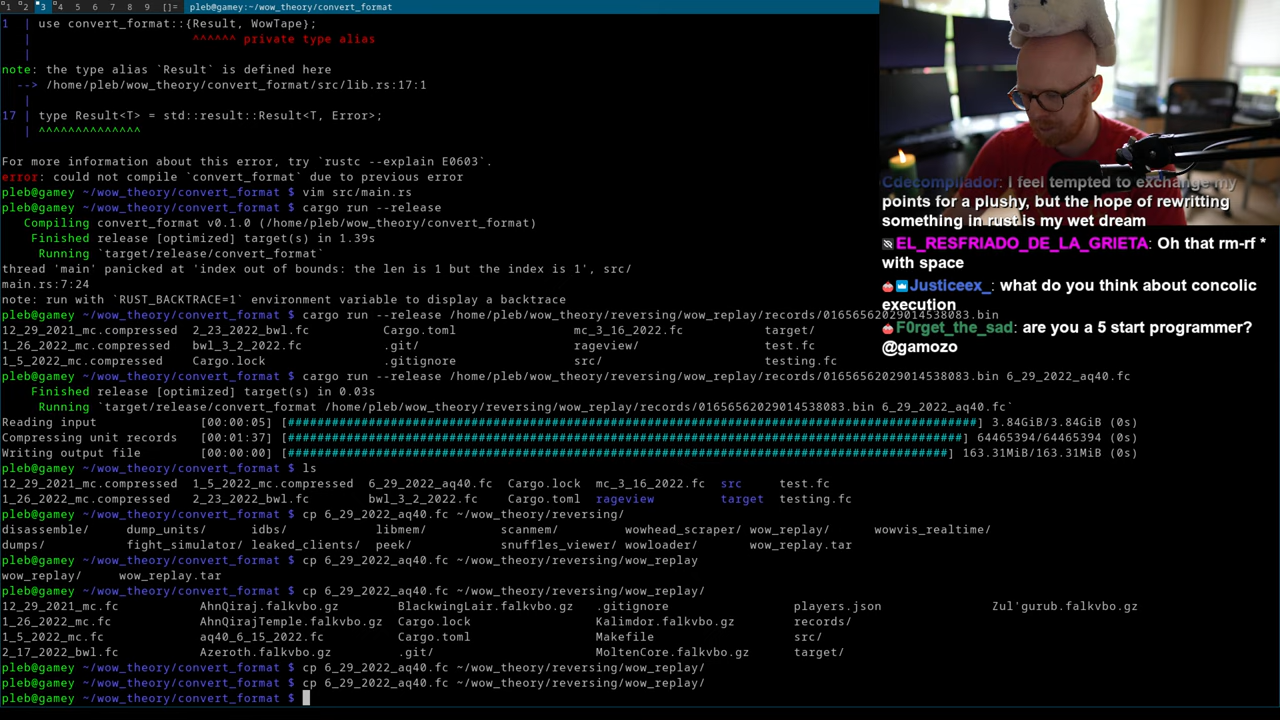 1 2 3 4 5 6 7 8 9 []= pleb@gamey:~/wow_theory/convert_format
1 | use convert_format::{Result, WowTape};
| ^^^^^^ private type alias
|
note: the type alias `Result` is defined here
--> /home/pleb/wow_theory/convert_format/src/lib.rs:17:1
|
17 | type Result<T> = std::result::Result<T, Error>;
| ^^^^^^^^^^^^^^
For more information about this error, try `rustc --explain E0603`.
error: could not compile `convert_format` due to previous error
pleb@gamey ~/wow_theory/convert_format $ vim src/main.rs
pleb@gamey ~/wow_theory/convert_format $ cargo run --release
Compiling convert_format v0.1.0 (/home/pleb/wow_theory/convert_format)
Finished release [optimized] target(s) in 1.39s
Running `target/release/convert_format`
thread 'main' panicked at 'index out of bounds: the len is 1 but the index is 1', src/
main.rs:7:24
note: run with `RUST_BACKTRACE=1` environment variable to display a backtrace
pleb@gamey ~/wow_theory/convert_format $ cargo run --release /home/pleb/wow_theory/reversing/wow_replay/records/01656562029014538083.bin
12_29_2021_mc.compressed 2_23_2022_bwl.fc Cargo.toml mc_3_16_2022.fc target/
1_26_2022_mc.compressed bwl_3_2_2022.fc .git/ rageview/ test.fc
1_5_2022_mc.compressed Cargo.lock .gitignore src/ testing.fc
pleb@gamey ~/wow_theory/convert_format $ cargo run --release /home/pleb/wow_theory/reversing/wow_replay/records/01656562029014538083.bin 6_29_2022_aq40.fc
Finished release [optimized] target(s) in 0.03s
Running `target/release/convert_format /home/pleb/wow_theory/reversing/wow_replay/records/01656562029014538083.bin 6_29_2022_aq40.fc`
Reading input [00:00:05] [##########] 3.84GiB/3.84GiB (0s)
Compressing unit records [00:01:37] [##########] 64465394/64465394 (0s)
Writing output file [00:00:00] [##########] 163.31MiB/163.31MiB (0s)
pleb@gamey ~/wow_theory/convert_format $ ls
12_29_2021_mc.compressed 1_5_2022_mc.compressed 6_29_2022_aq40.fc Cargo.lock mc_3_16_2022.fc src test.fc
1_26_2022_mc.compressed 2_23_2022_bwl.fc bwl_3_2_2022.fc Cargo.toml rageview target testing.fc
pleb@gamey ~/wow_theory/convert_format $ cp 6_29_2022_aq40.fc ~/wow_theory/reversing/
disassemble/ dump_units/ idbs/ libmem/ scanmem/ wowhead_scraper/ wow_replay/ wowvis_realtime/
dumps/ fight_simulator/ leaked_clients/ peek/ snuffles_viewer/ wowloader/ wow_replay.tar
pleb@gamey ~/wow_theory/convert_format $ cp 6_29_2022_aq40.fc ~/wow_theory/reversing/wow_replay
wow_replay/ wow_replay.tar
pleb@gamey ~/wow_theory/convert_format $ cp 6_29_2022_aq40.fc ~/wow_theory/reversing/wow_replay/
12_29_2021_mc.fc AhnQiraj.falkvbo.gz BlackwingLair.falkvbo.gz .gitignore players.json Zul'gurub.falkvbo.gz
1_26_2022_mc.fc AhnQirajTemple.falkvbo.gz Cargo.lock Kalimdor.falkvbo.gz records/
1_5_2022_mc.fc aq40_6_15_2022.fc Cargo.toml Makefile src/
2_17_2022_bwl.fc Azeroth.falkvbo.gz .git/ MoltenCore.falkvbo.gz target/
pleb@gamey ~/wow_theory/convert_format $ cp 6_29_2022_aq40.fc ~/wow_theory/reversing/wow_replay/
pleb@gamey ~/wow_theory/convert_format $ cp 6_29_2022_aq40.fc ~/wow_theory/reversing/wow_replay/
pleb@gamey ~/wow_theory/convert_format $
Cdecompilador: I feel tempted to exchange my
points for a plushy, but the hope of rewritting
something in rust is my wet dream
EL_RESFRIADO_DE_LA_GRIETA: Oh that rm-rf *
with space
Justiceex_: what do you think about concolic
execution
F0rget_the_sad: are you a 5 start programmer?
@gamozo